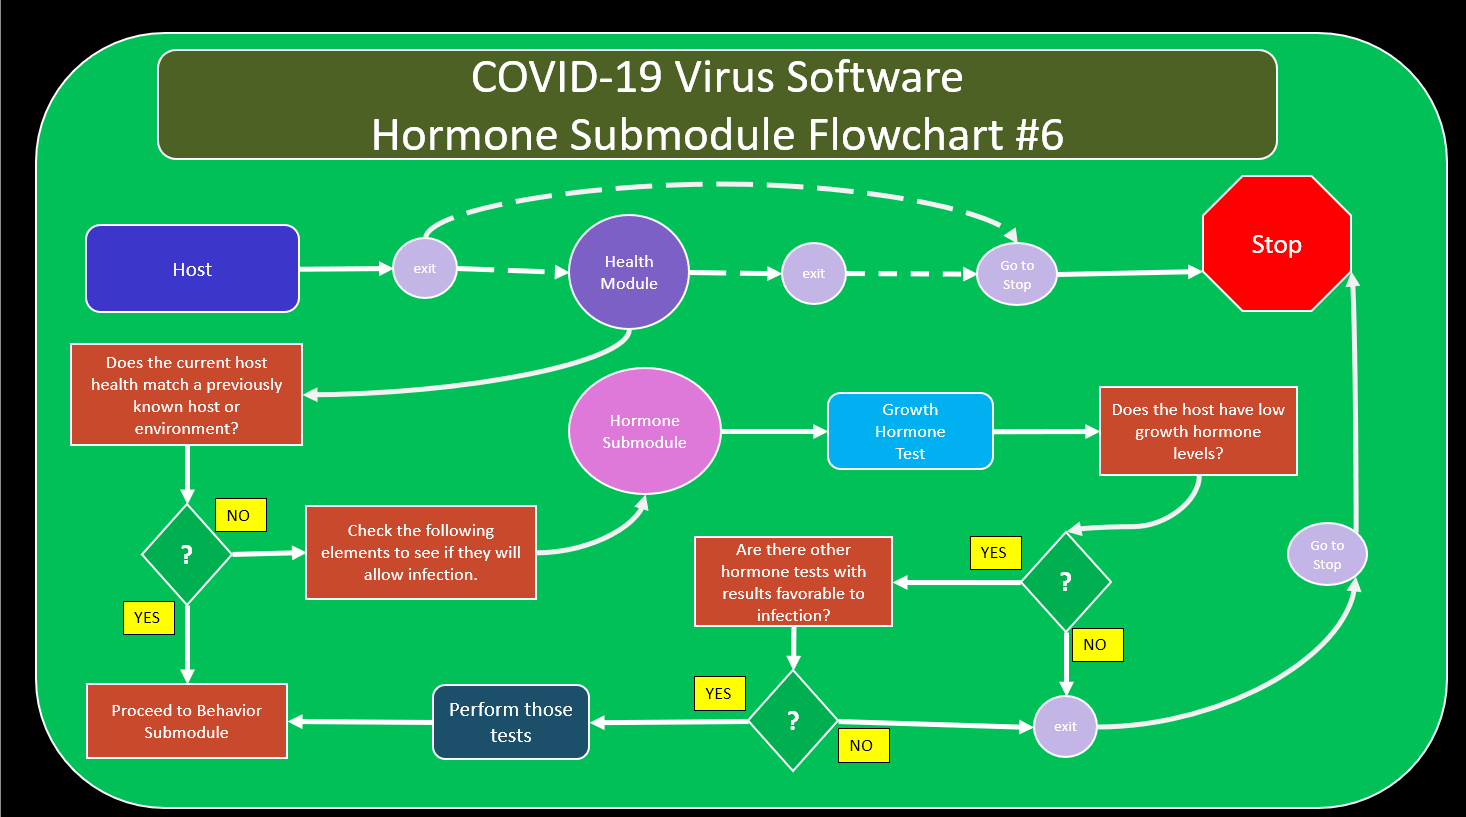 COVID-19 Virus Software
Hormone Submodule Flowchart #6
Host
exit
Health
Module
exit
Go to
Stop
Stop
Does the current host
health match a previously
known host or
environment?
Hormone
Submodule
Growth
Hormone
Test
Does the host have low
growth hormone
levels?
NO
?
Check the following
elements to see if they will
allow infection.
YES
Are there other
hormone tests with
results favorable to
infection?
YES
?
NO
Go to
Stop
Proceed to Behavior
Submodule
Perform those
tests
YES
?
NO
exit